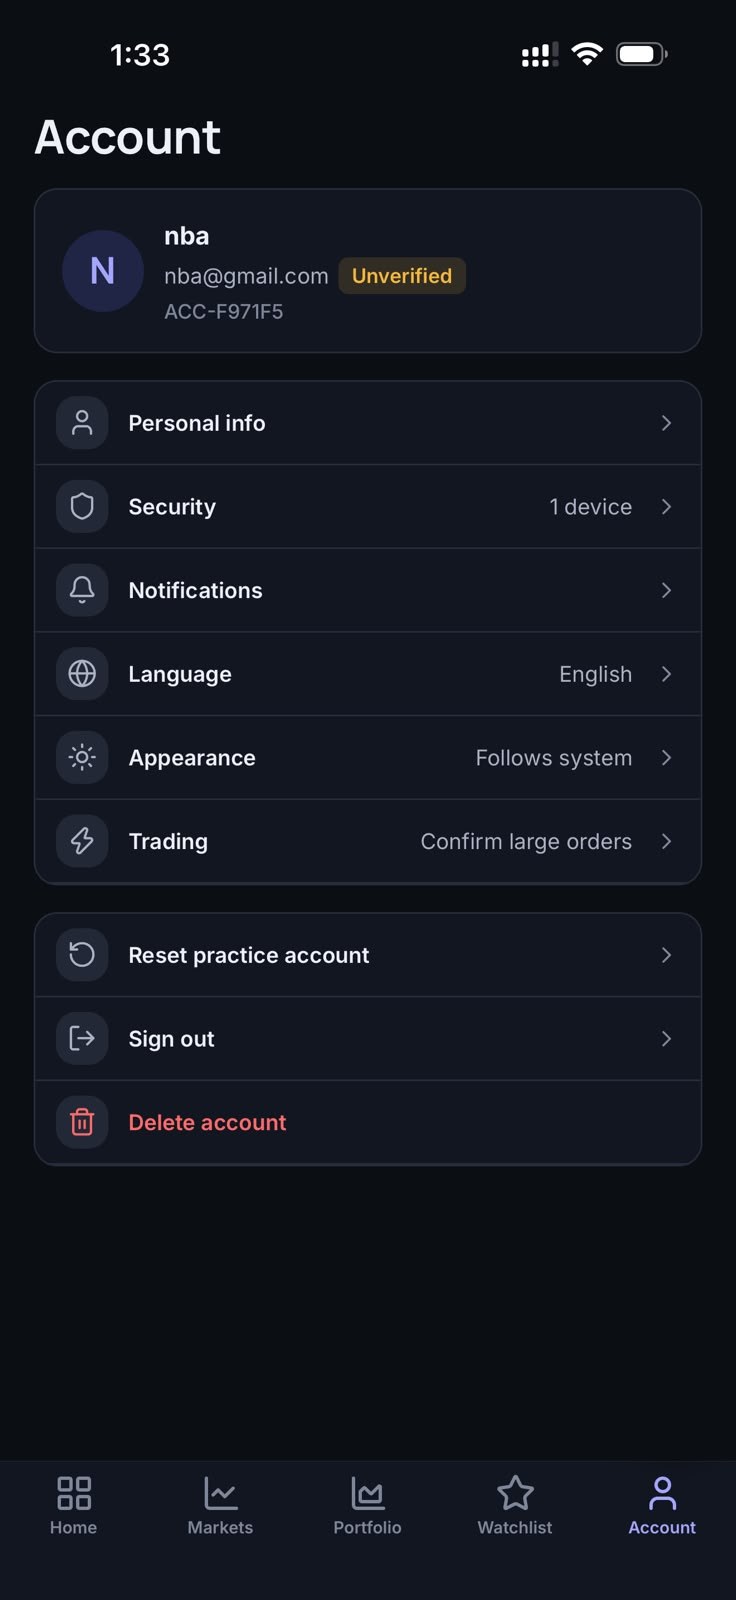 1:33
Account
N
nba
nba@gmail.com Unverified
ACC-F971F5
Personal info
Security 1 device
Notifications
Language English
Appearance Follows system
Trading Confirm large orders
Reset practice account
Sign out
Delete account
Home Markets Portfolio Watchlist Account